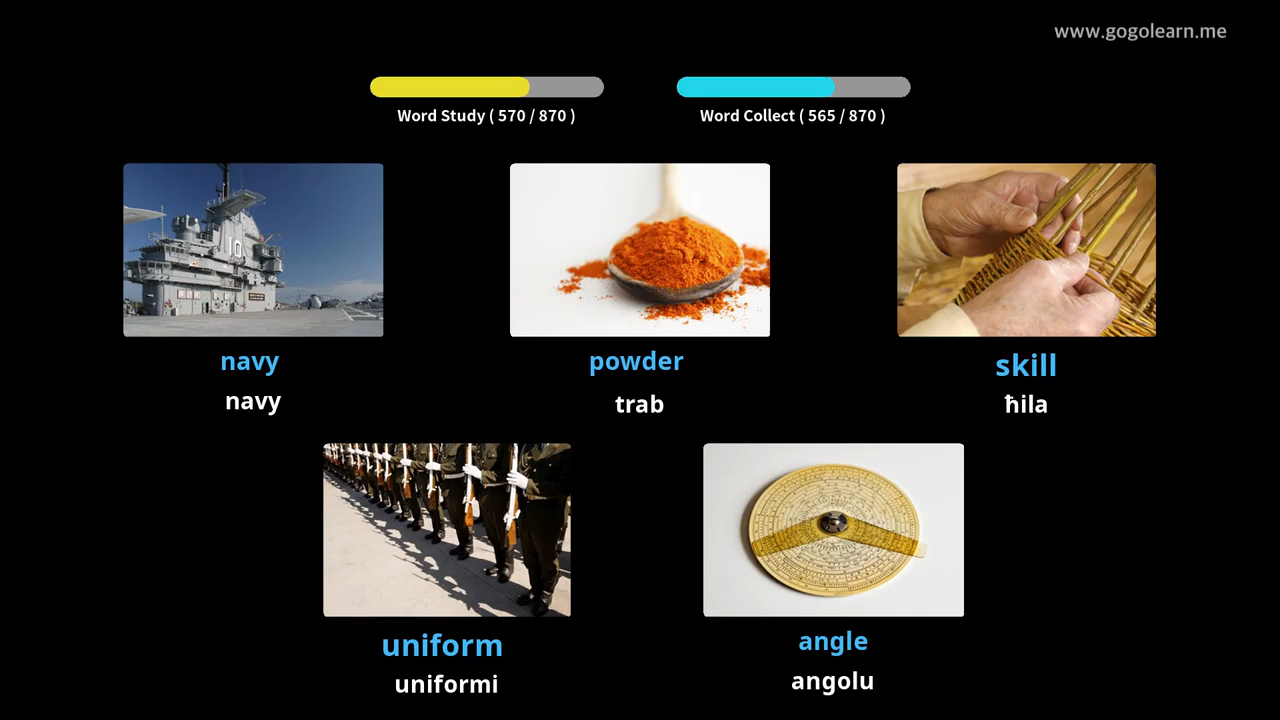 www.gogolearn.me
Word Study ( 570 / 870 )
Word Collect ( 565 / 870 )
10
navy
navy
powder
trab
skill
ħila
uniform
uniformi
angle
angolu